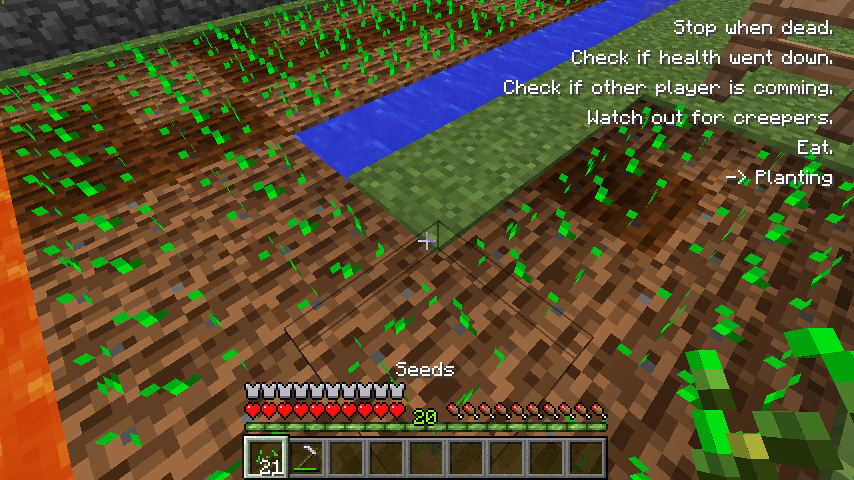 Stop when dead.
Check if health went down.
Check if other player is comming.
Watch out for creepers.
Eat.
-> Planting
Seeds
20
21